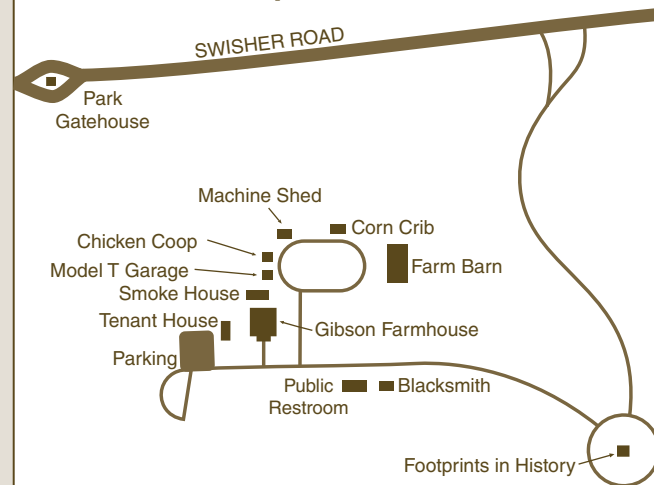 SWISHER ROAD
Park
Gatehouse
Machine Shed
Corn Crib
Chicken Coop
Model T Garage
Farm Barn
Smoke House
Tenant House
Gibson Farmhouse
Parking
Public
Restroom
Blacksmith
Footprints in History